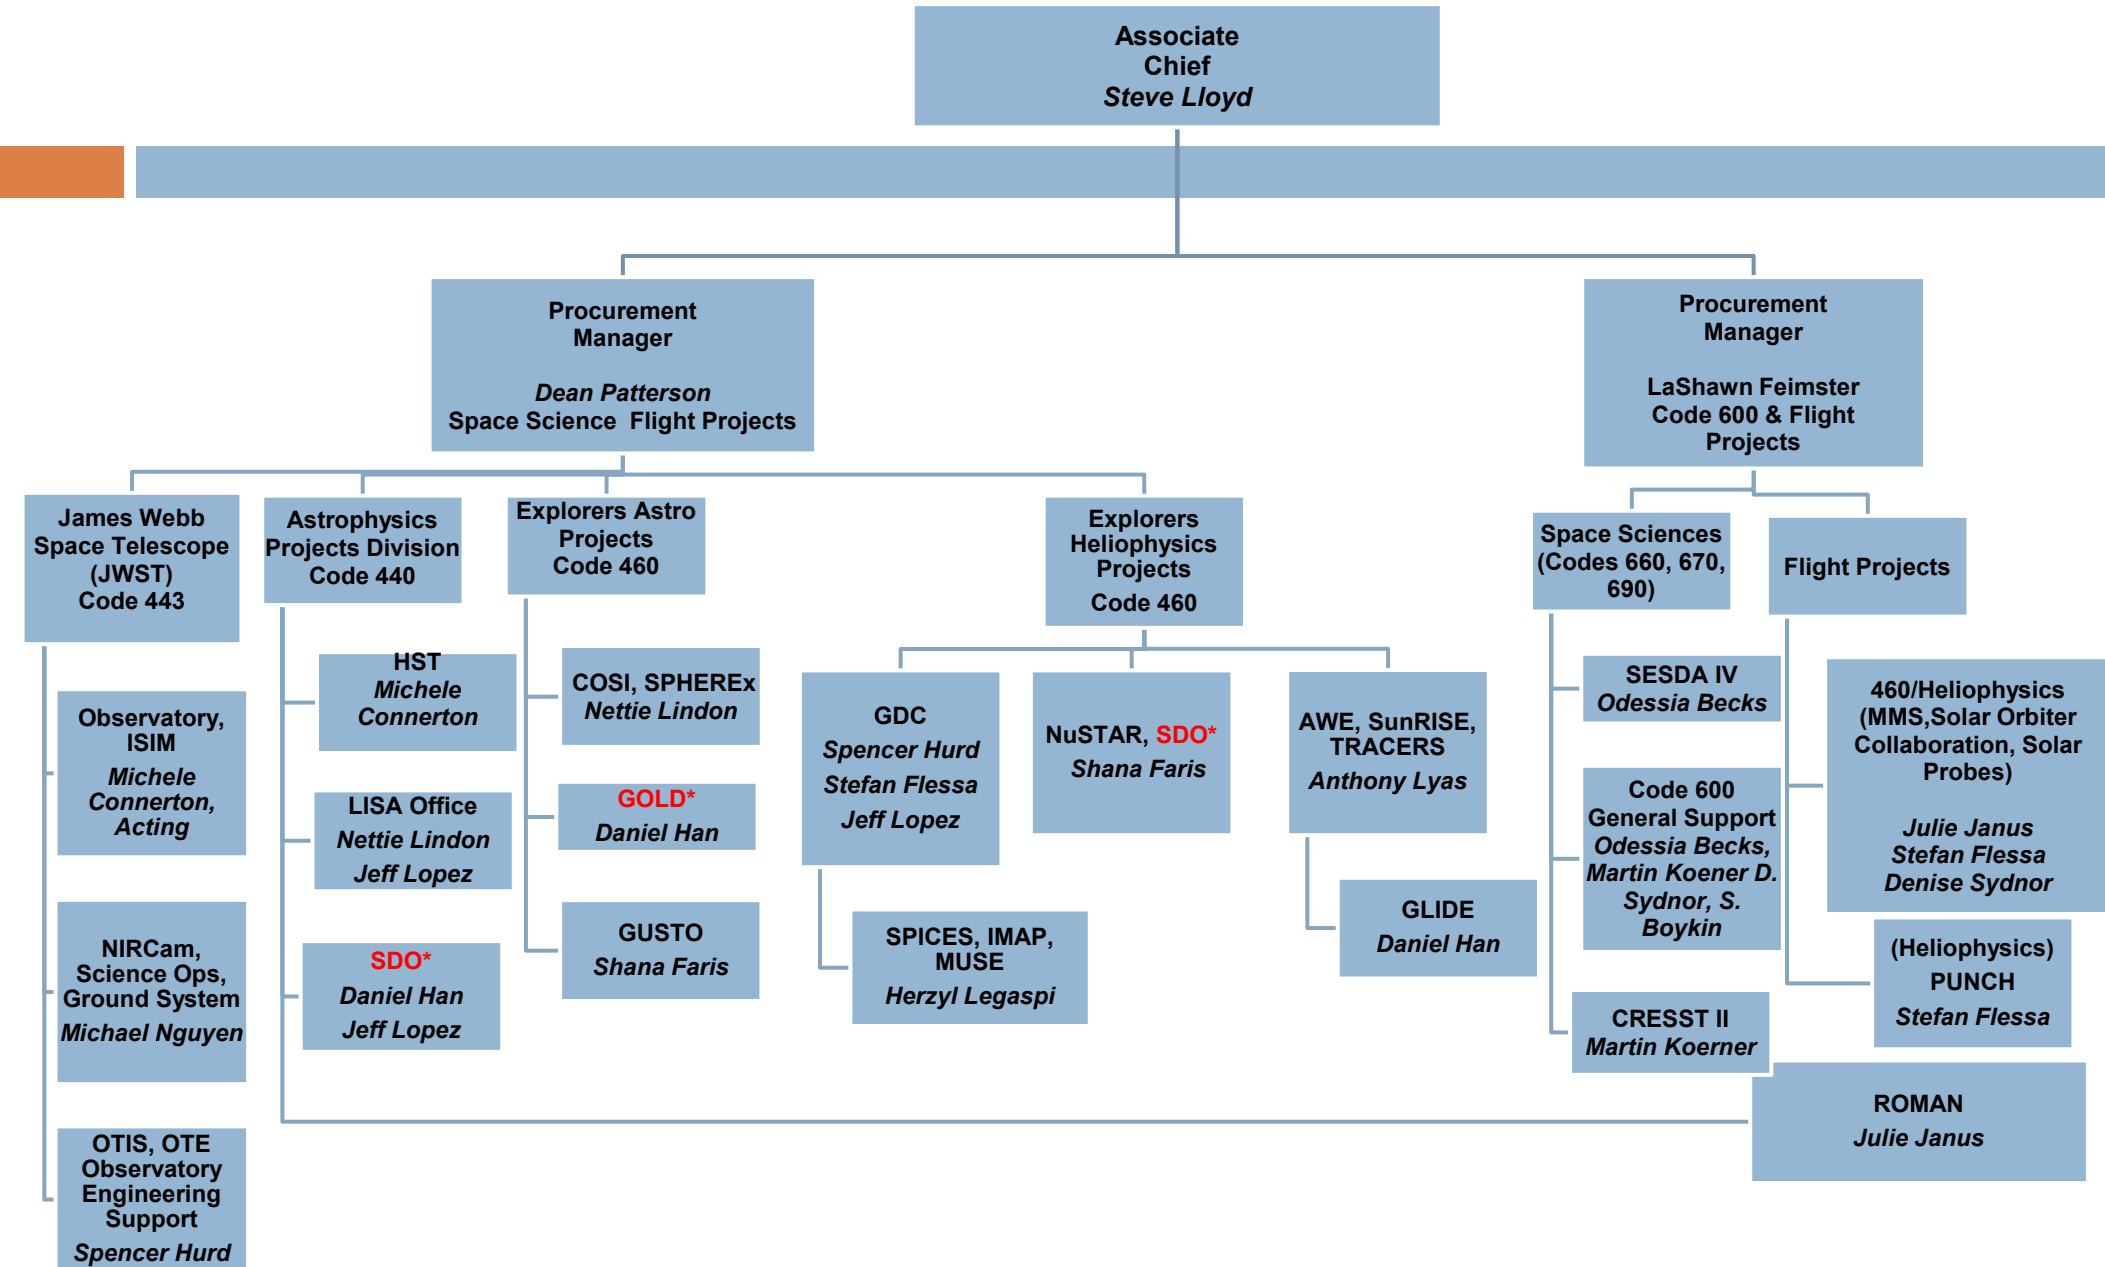 Associate
Chief
Steve Lloyd
Procurement
Manager
Dean Patterson
Space Science  Flight Projects
Procurement
Manager
LaShawn Feimster
Code 600 & Flight
Projects
James Webb
Space Telescope
(JWST)
Code 443
Astrophysics
Projects Division
Code 440
Explorers Astro
Projects
Code 460
Explorers
Heliophysics
Projects
Code 460
Space Sciences
(Codes 660, 670,
690)
Flight Projects
Observatory,
ISIM
Michele
Connerton,
Acting
NIRCam,
Science Ops,
Ground System
Michael Nguyen
OTIS, OTE
Observatory
Engineering
Support
Spencer Hurd
HST
Michele
Connerton
LISA Office
Nettie Lindon
Jeff Lopez
SDO*
Daniel Han
Jeff Lopez
COSI, SPHEREx
Nettie Lindon
GOLD*
Daniel Han
GUSTO
Shana Faris
GDC
Spencer Hurd
Stefan Flessa
Jeff Lopez
SPICES, IMAP,
MUSE
Herzyl Legaspi
NuSTAR, SDO*
Shana Faris
AWE, SunRISE,
TRACERS
Anthony Lyas
GLIDE
Daniel Han
SESDA IV
Odessia Becks
Code 600
General Support
Odessia Becks,
Martin Koener D.
Sydnor, S.
Boykin
CRESST II
Martin Koerner
460/Heliophysics
(MMS,Solar Orbiter
Collaboration, Solar
Probes)
Julie Janus
Stefan Flessa
Denise Sydnor
(Heliophysics)
PUNCH
Stefan Flessa
ROMAN
Julie Janus